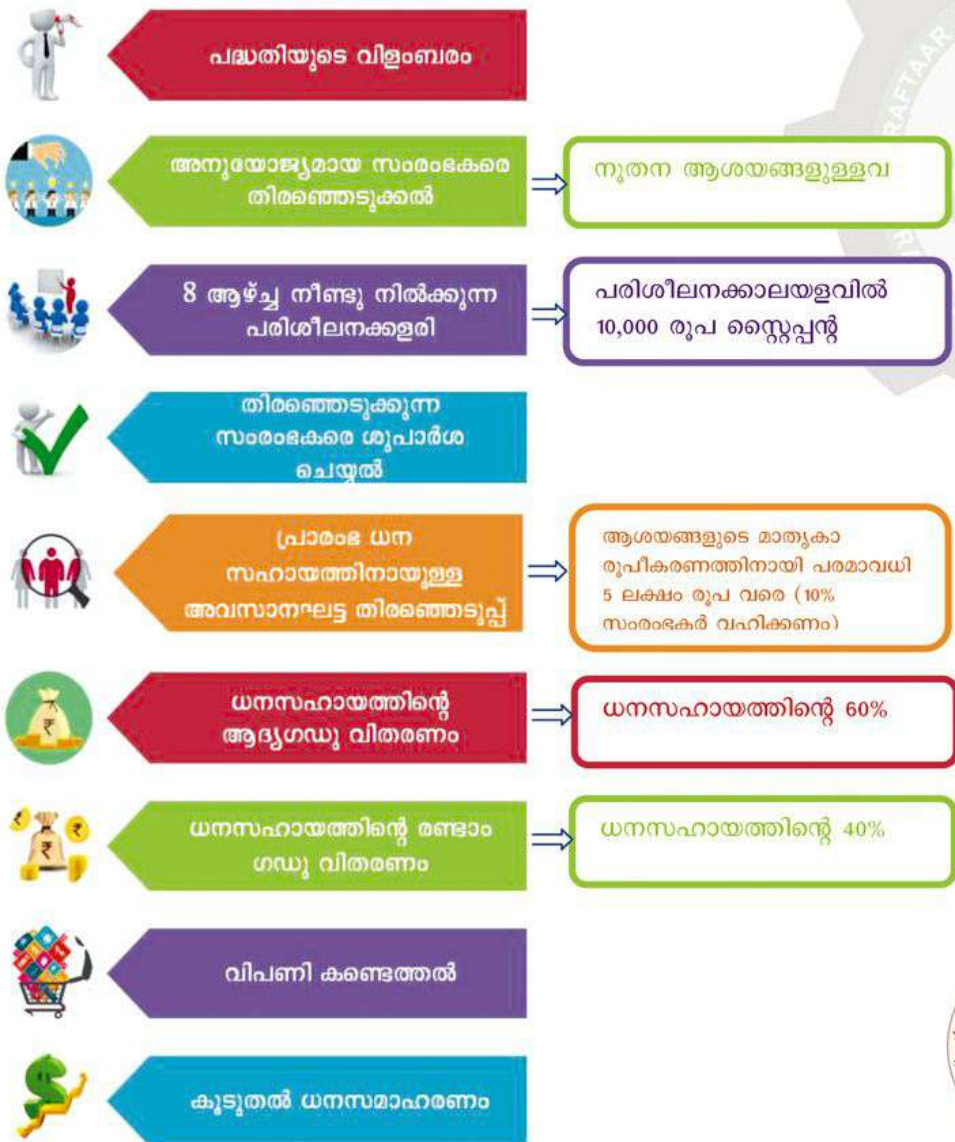 പദ്ധതിയുടെ വിളംബരം
അനുയോജ്യമായ സംരംഭകരെ
തിരഞ്ഞെടുക്കൽ
നൂതന ആശയങ്ങളുള്ളവ
8 ആഴ്ച്ച നീണ്ടു നിൽക്കുന്ന
പരിശീലനക്കളരി
പരിശീലനക്കാലയളവിൽ
10,000 രൂപ സ്റ്റൈപ്പന്റ്
തിരഞ്ഞെടുക്കുന്ന
സംരംഭകരെ ശുപാർശ
ചെയ്യൽ
പ്രാരംഭ ധന
സഹായത്തിനായുള്ള
അവസാനഘട്ട തിരഞ്ഞെടുപ്പ്
ആശയങ്ങളുടെ മാതൃകാ
രൂപീകരണത്തിനായി പരമാവധി
5 ലക്ഷം രൂപ വരെ (10%
സംരംഭകർ വഹിക്കണം)
ധനസഹായത്തിന്റെ
ആദ്യഗഡു വിതരണം
ധനസഹായത്തിന്റെ 60%
ധനസഹായത്തിന്റെ രണ്ടാം
ഗഡു വിതരണം
ധനസഹായത്തിന്റെ 40%
വിപണി കണ്ടെത്തൽ
കൂടുതൽ ധനസമാഹരണം
RAFTAAR